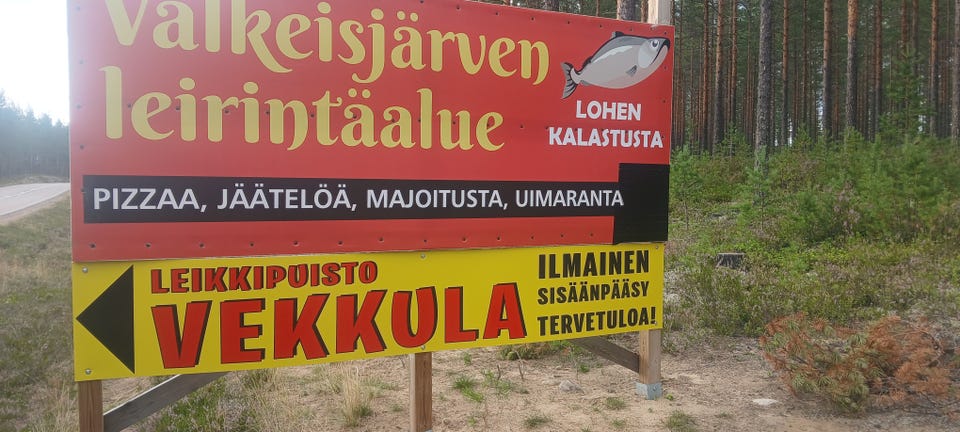 Valkeisjärven
leirintäalue
LOHEN
KALASTUSTA
PIZZAA, JÄÄTELÖÄ, MAJOITUSTA, UIMARANTA
LEIKKIPUISTO
VEKKULA
ILMAINEN
SISÄÄNPÄÄSY
TERVETULOA!